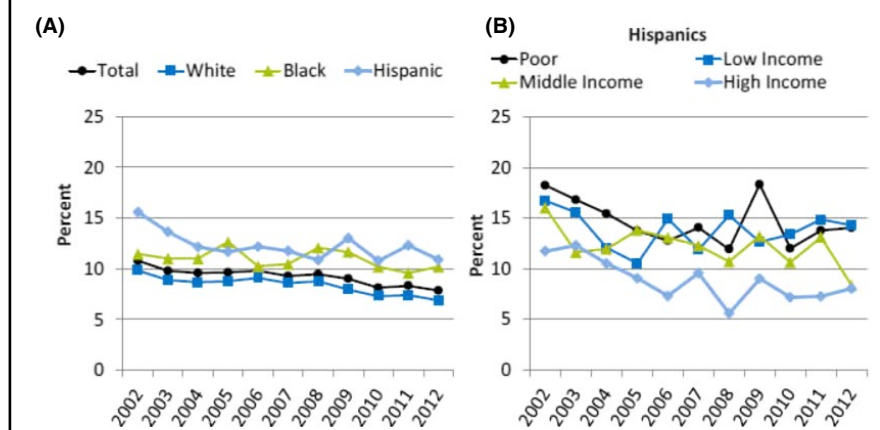 (A)
Total White Black Hispanic
25
20
15
10
5
0
Percent
2002 2003 2004 2005 2006 2007 2008 2009 2010 2011 2012
(B)
Hispanics
Poor Low Income
Middle Income High Income
25
20
15
10
5
0
Percent
2002 2003 2004 2005 2006 2007 2008 2009 2010 2011 2012